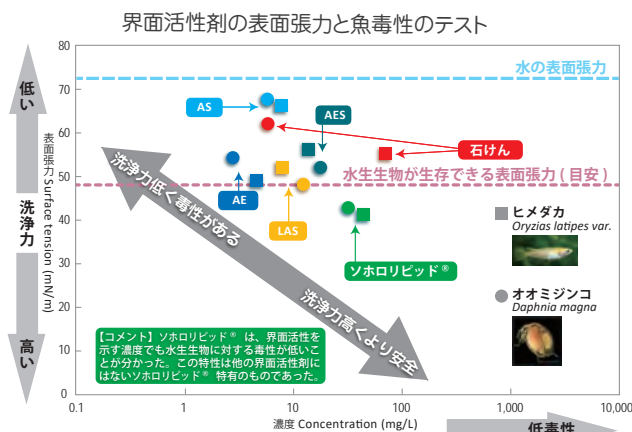 界面活性剤の表面張力と魚毒性のテスト
80
70
60
50
40
30
20
10
0
0.1
1
10
100
1,000
10,000
低い
洗浄力
高い
表面張力 Surface tension (mN/m)
水の表面張力
AS
AES
石けん
水生生物が生存できる表面張力 ( 目安 )
AE
LAS
ソホロリピッド®
洗浄力低く毒性がある
洗浄力高くより安全
ヒメダカ
Oryzias latipes var.
オオミジンコ
Daphnia magna
【コメント】ソホロリピッド® は、界面活性を
示す濃度でも水生生物に対する毒性が低いこ
とが分かった。この特性は他の界面活性剤に
はないソホロリピッド® 特有のものであった。
濃度 Concentration (mg/L)
低毒性